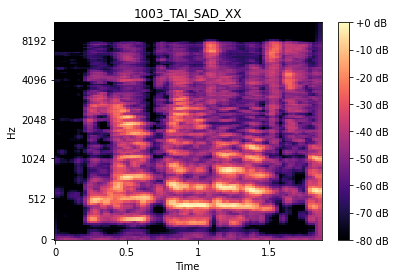 1003_TAI_SAD_XX
+0 dB
8192
-10 dB
4096
-20 dB
-30 dB
2048
Hz
-40 dB
1024
-50 dB
512
-60 dB
-70 dB
0
-80 dB
0
0.5
1
1.5
Time